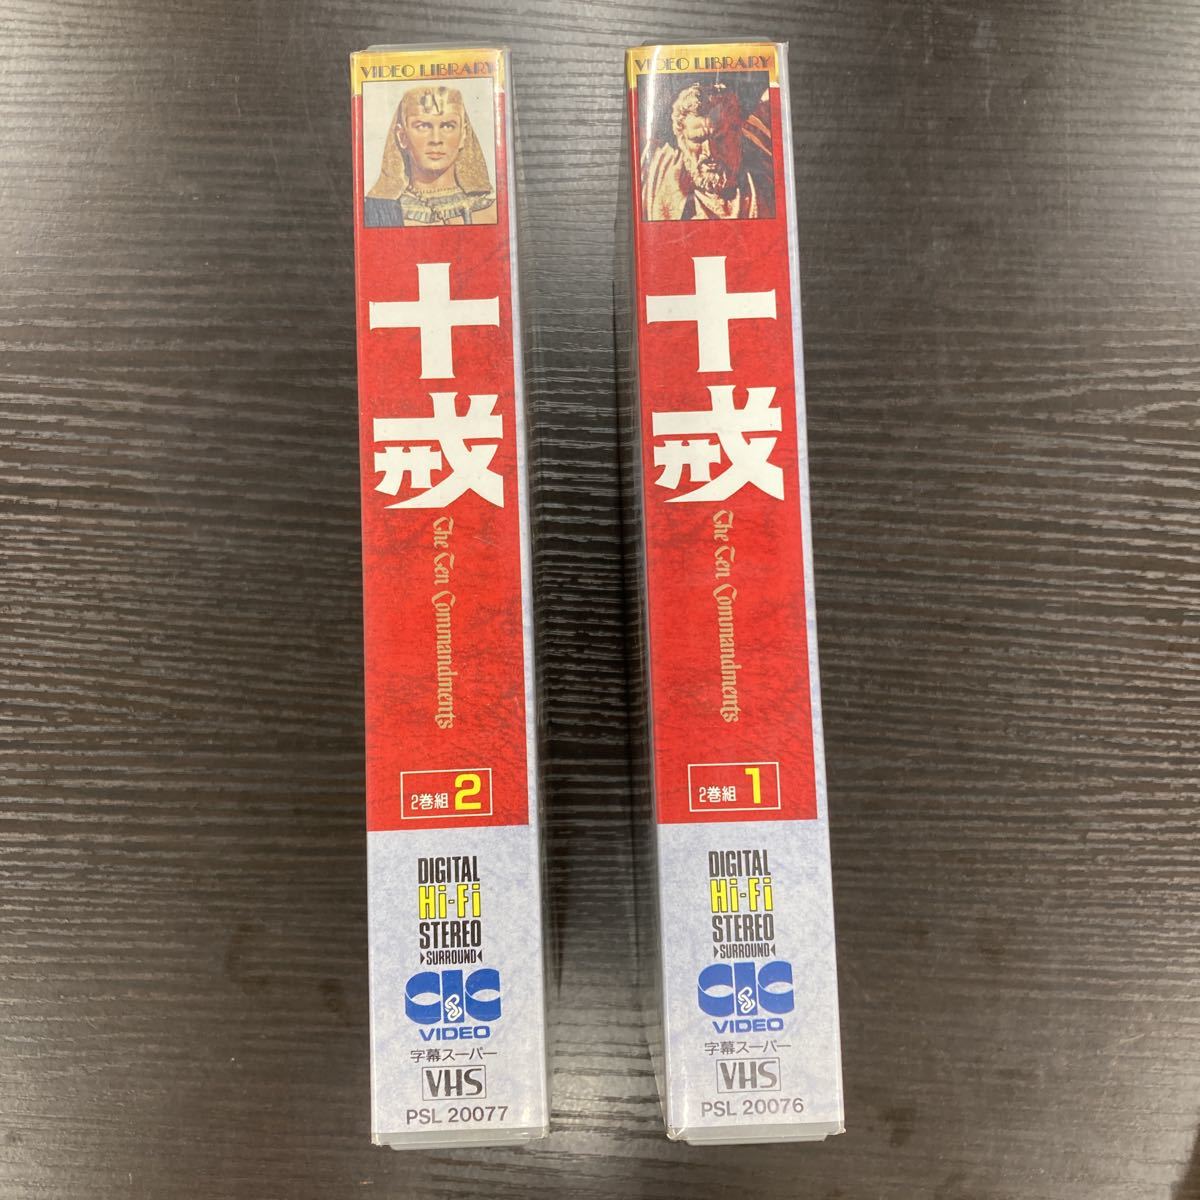 VIDEO LIBRARY
十戒
The Ten Commandments
2巻組 2
DIGITAL
Hi-Fi
STEREO
▶SURROUND◀
CIC
VIDEO
字幕スーパー
VHS
PSL 20077
VIDEO LIBRARY
十戒
The Ten Commandments
2巻組 1
DIGITAL
Hi-Fi
STEREO
▶SURROUND◀
CIC
VIDEO
字幕スーパー
VHS
PSL 20076